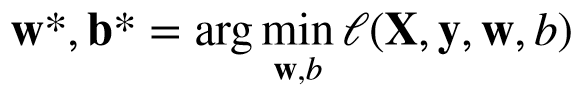 w*, b* = arg min ℓ(X, y, w, b)
w,b